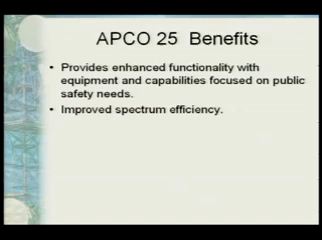 APCO 25 Benefits
• Provides enhanced functionality with
equipment and capabilities focused on public
safety needs.
• Improved spectrum efficiency.